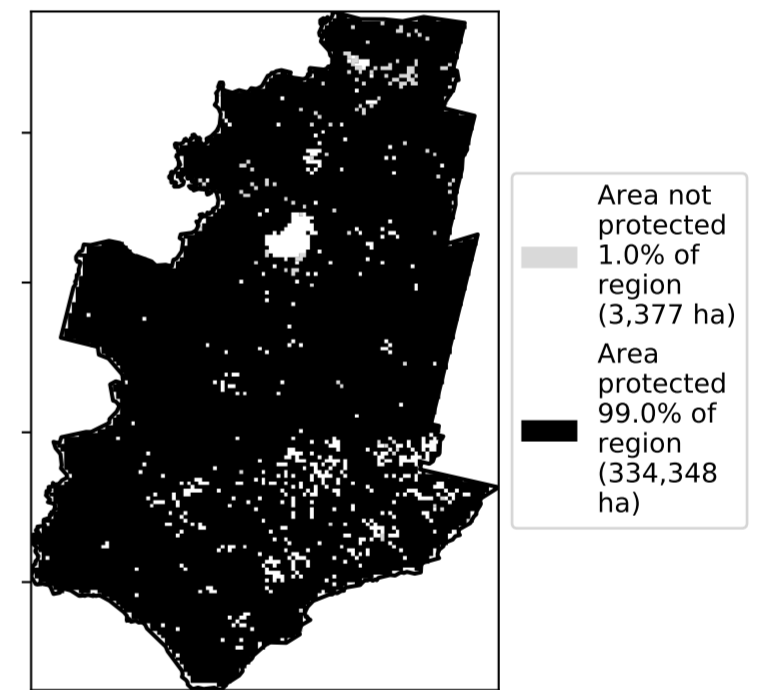 Area not
protected
1.0% of
region
(3,377 ha)
Area
protected
99.0% of
region
(334,348
ha)